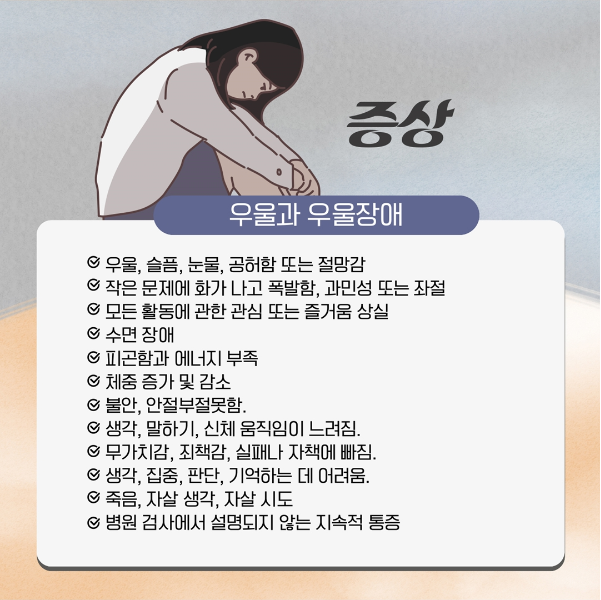 증상
우울과 우울장애
우울, 슬픔, 눈물, 공허함 또는 절망감
작은 문제에 화가 나고 폭발함, 과민성 또는 좌절
모든 활동에 관한 관심 또는 즐거움 상실
수면 장애
피곤함과 에너지 부족
체중 증가 및 감소
불안, 안절부절못함.
생각, 말하기, 신체 움직임이 느려짐.
무가치감, 죄책감, 실패나 자책에 빠짐.
생각, 집중, 판단, 기억하는 데 어려움.
죽음, 자살 생각, 자살 시도
병원 검사에서 설명되지 않는 지속적 통증